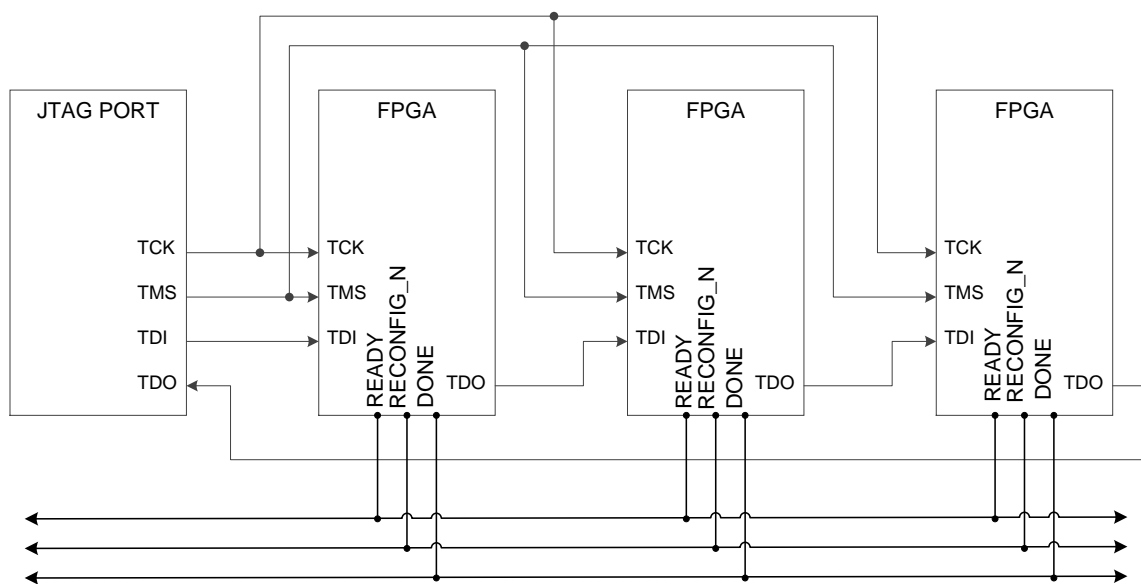 JTAG PORT
TCK
TMS
TDI
TDO
FPGA
TCK
TMS
TDI
READY
RECONFIG_N
DONE
TDO
FPGA
TCK
TMS
TDI
READY
RECONFIG_N
DONE
TDO
FPGA
TCK
TMS
TDI
READY
RECONFIG_N
DONE
TDO